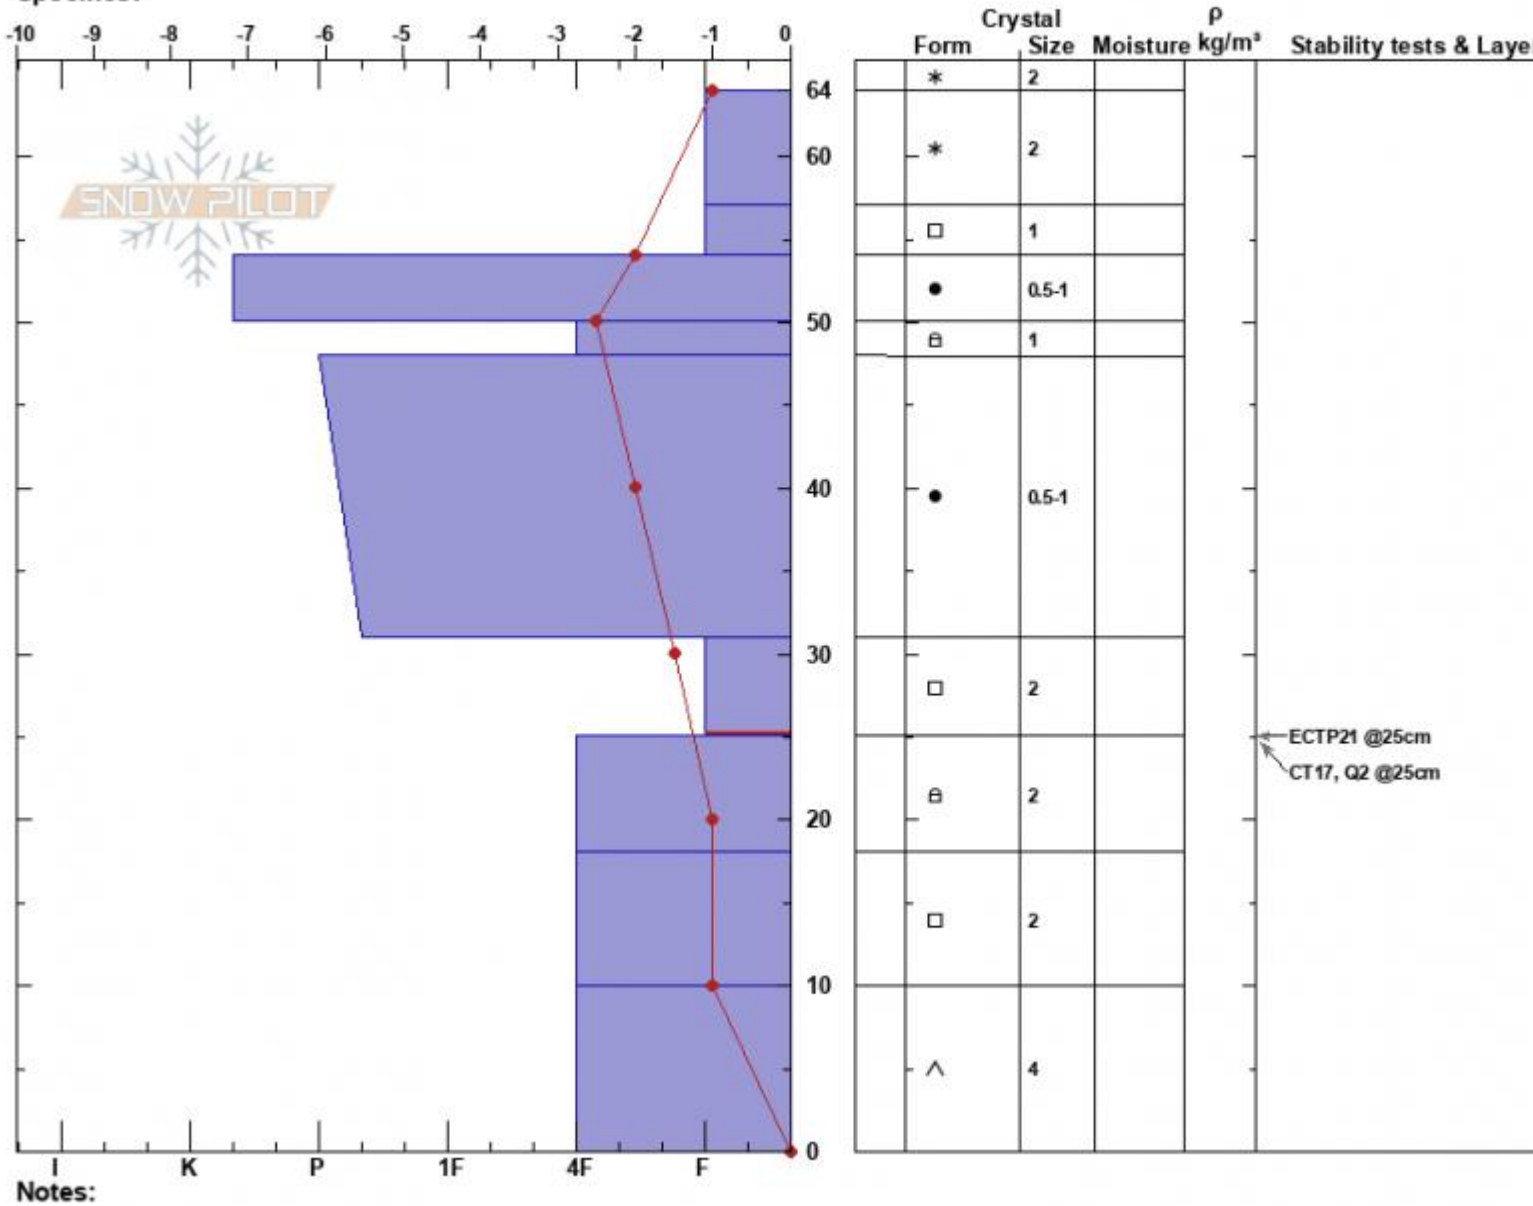 -10 -9 -8 -7 -6 -5 -4 -3 -2 -1 0
Crystal ρ
Form Size Moisture kg/m³ Stability tests & Layer
64 * 2
SNOW PILOT
60 * 2
□ 1
● 0.5-1
50
1
40 ● 0.5-1
30
□ 2
ECTP21 @25cm
CT17, Q2 @25cm
2
20
□ 2
10
∧ 4
0
I K P 1F 4F F
Notes: